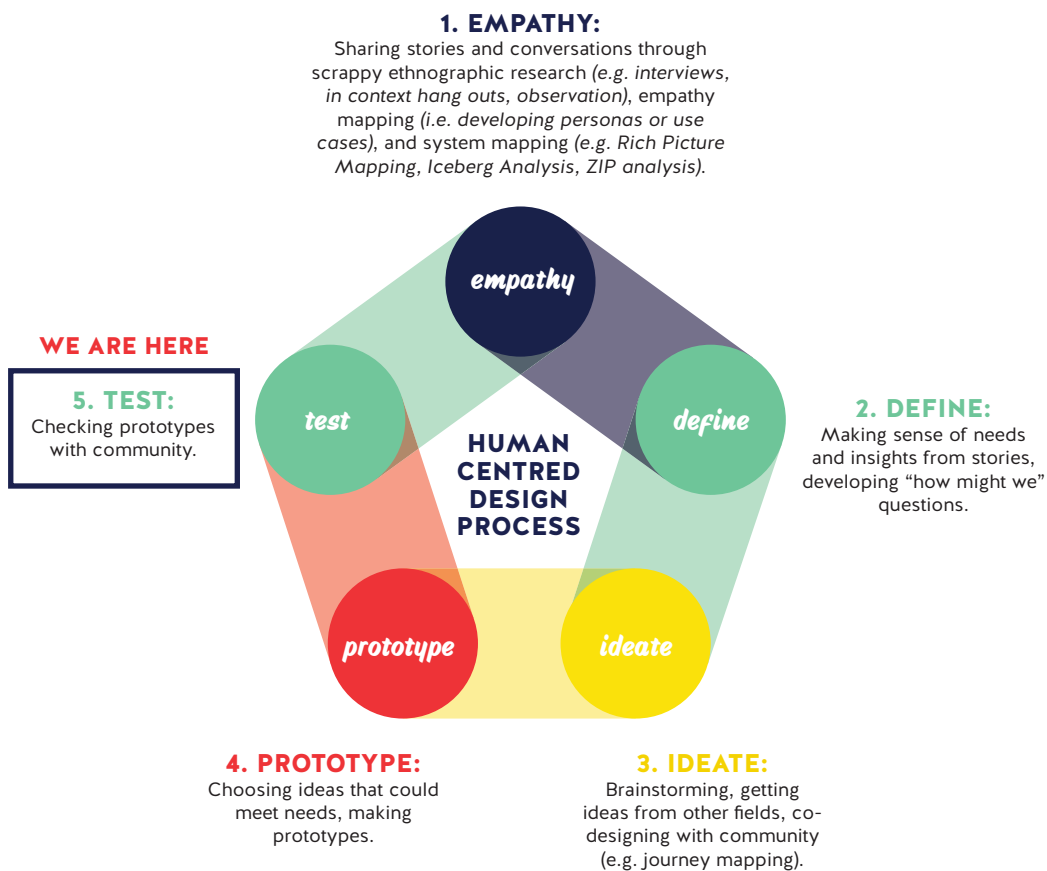 1. EMPATHY:
Sharing stories and conversations through
scrappy ethnographic research (e.g. interviews,
in context hang outs, observation), empathy
mapping (i.e. developing personas or use
cases), and system mapping (e.g. Rich Picture
Mapping, Iceberg Analysis, ZIP analysis).
empathy
WE ARE HERE
5. TEST:
Checking prototypes
with community.
test
define
2. DEFINE:
Making sense of needs
and insights from stories,
developing “how might we”
questions.
HUMAN
CENTRED
DESIGN
PROCESS
prototype
ideate
4. PROTOTYPE:
Choosing ideas that could
meet needs, making
prototypes.
3. IDEATE:
Brainstorming, getting
ideas from other fields, co-
designing with community
(e.g. journey mapping).